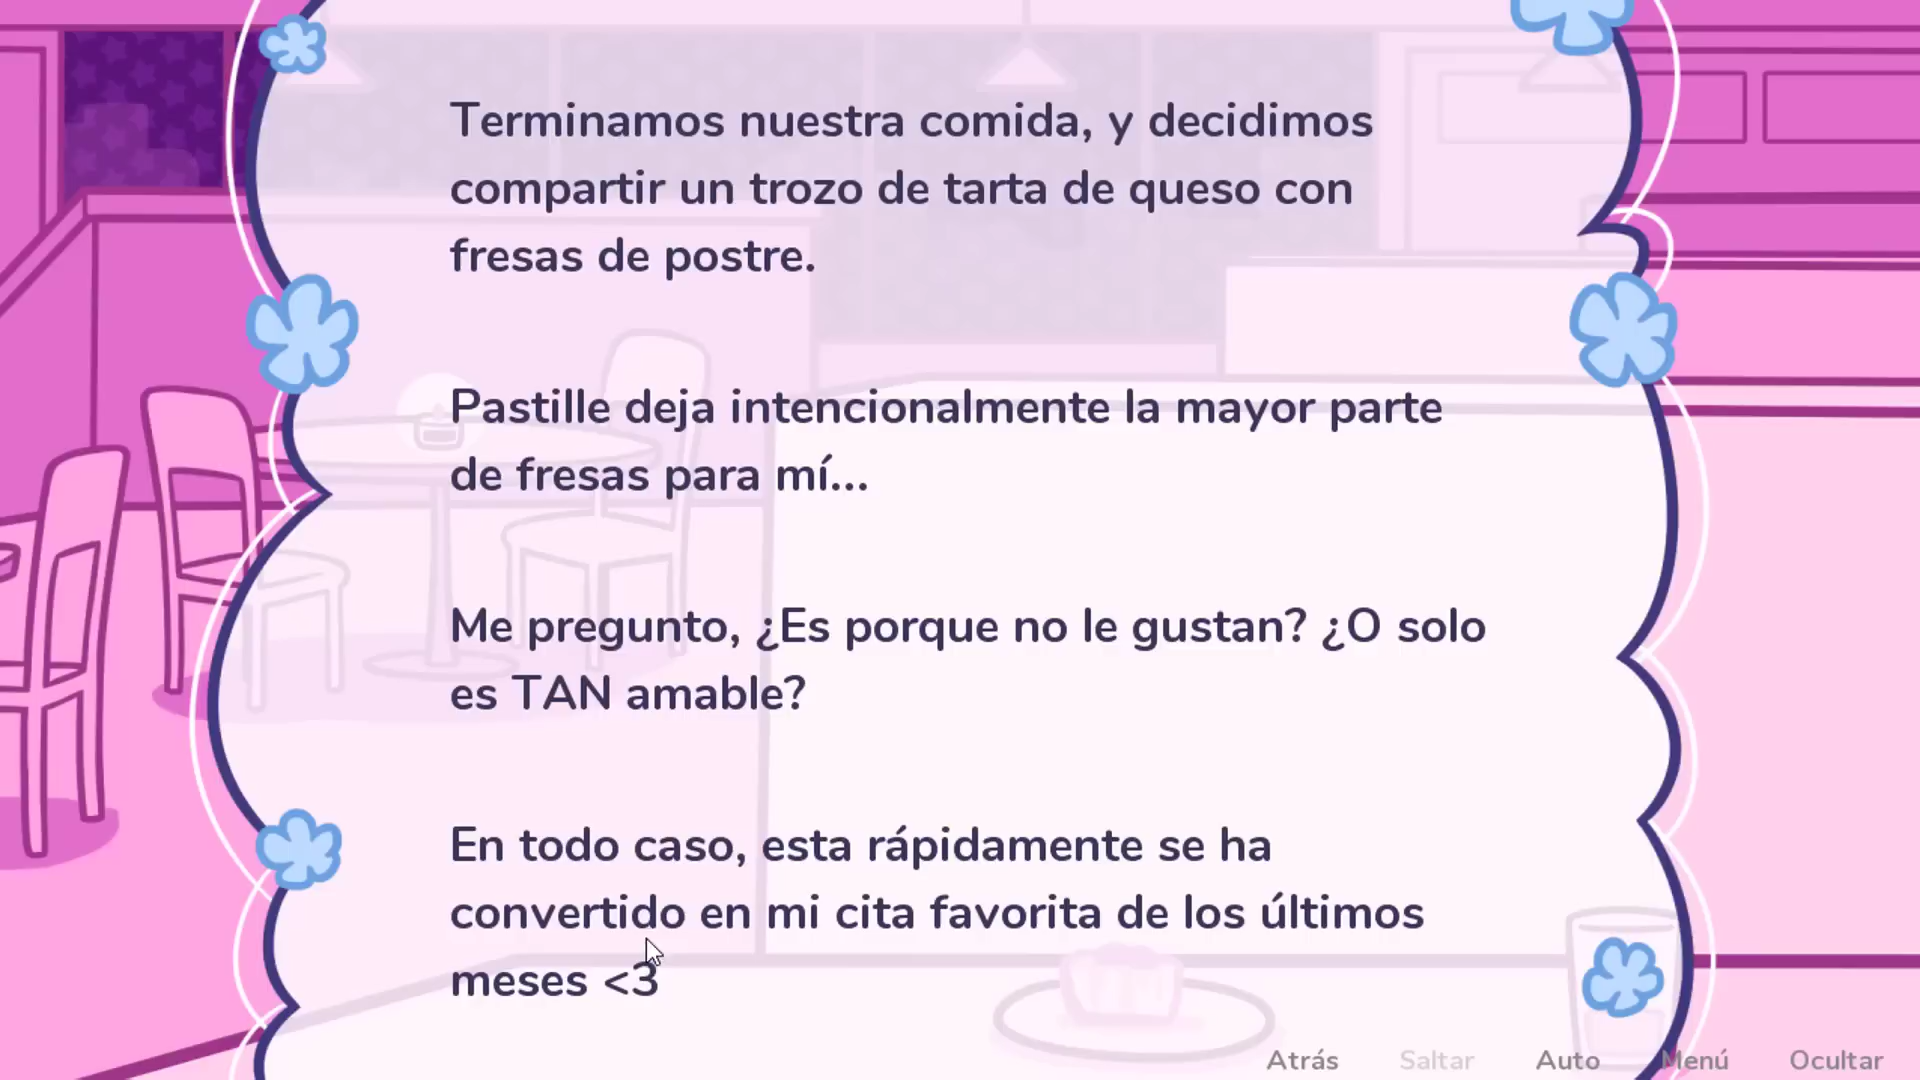 Terminamos nuestra comida, y decidimos
compartir un trozo de tarta de queso con
fresas de postre.
Pastille deja intencionalmente la mayor parte
de fresas para mí...
Me pregunto, ¿Es porque no le gustan? ¿O solo
es TAN amable?
En todo caso, esta rápidamente se ha
convertido en mi cita favorita de los últimos
meses <3
Atrás Saltar Auto Menú Ocultar